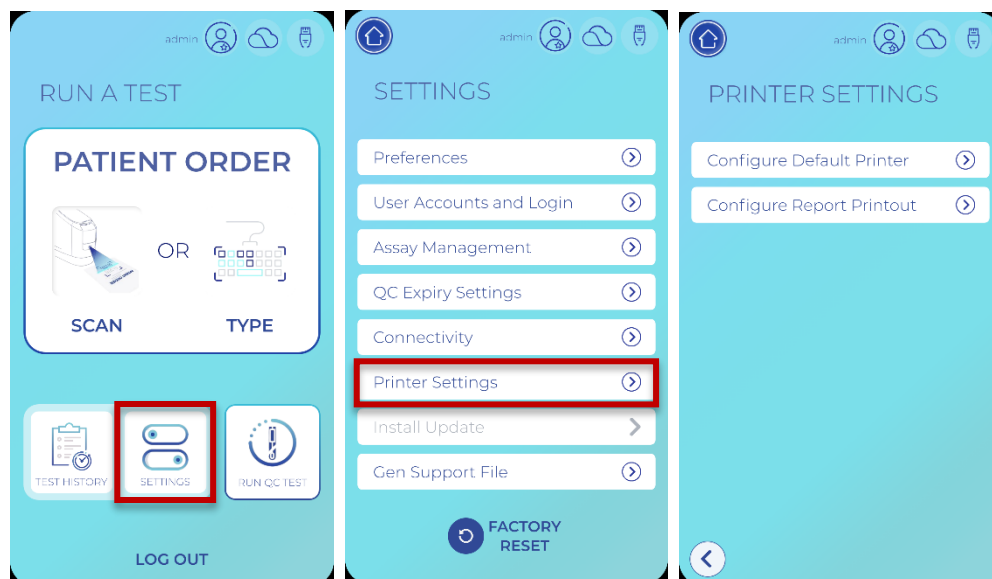 admin
RUN A TEST
PATIENT ORDER
OR
SCAN
TYPE
TEST HISTORY
SETTINGS
RUN QC TEST
LOG OUT
admin
SETTINGS
Preferences
User Accounts and Login
Assay Management
QC Expiry Settings
Connectivity
Printer Settings
Install Update
Gen Support File
FACTORY
RESET
admin
PRINTER SETTINGS
Configure Default Printer
Configure Report Printout